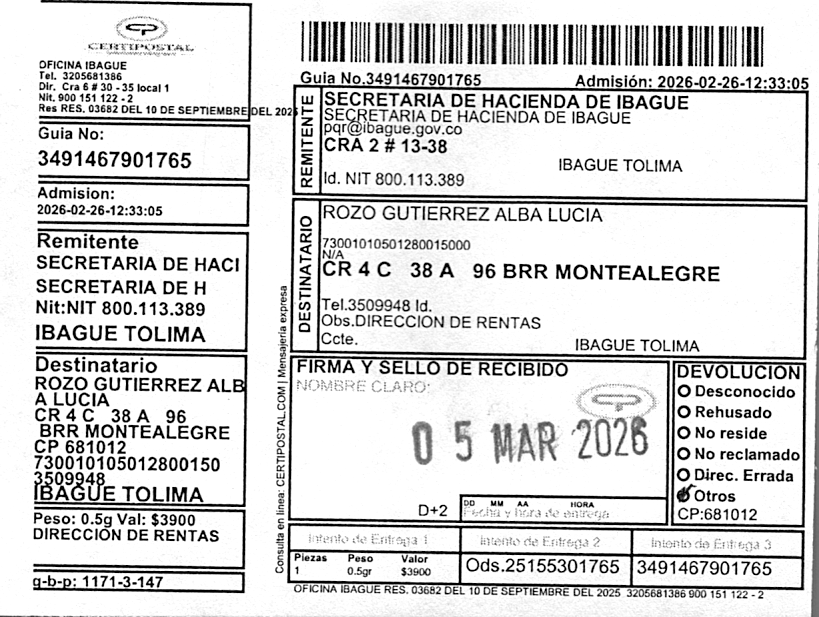 CERTIPOSTAL
OFICINA IBAGUE
Tel. 3205681386
Dir. Cra 6 # 30 - 35 local 1
Nit. 900 151 122 - 2
Res RES. 03682 DEL 10 DE SEPTIEMBRE DEL 2025
Guia No:
3491467901765
Admision:
2026-02-26-12:33:05
Remitente
SECRETARIA DE HACI
SECRETARIA DE H
Nit:NIT 800.113.389
IBAGUE TOLIMA
Destinatario
ROZO GUTIERREZ ALB
A LUCIA
CR 4 C 38 A 96
BRR MONTEALEGRE
CP 681012
730010105012800150
3509948
IBAGUE TOLIMA
Peso: 0.5g Val: $3900
DIRECCIÓN DE RENTAS
g-b-p: 1171-3-147
Consulta en linea: CERTIPOSTAL.COM | Mensajería expresa
Guia No.3491467901765 Admisión: 2026-02-26-12:33:05
REMITENTE
SECRETARIA DE HACIENDA DE IBAGUE
SECRETARIA DE HACIENDA DE IBAGUE
pqr@ibague.gov.co
CRA 2 # 13-38
IBAGUE TOLIMA
Id. NIT 800.113.389
DESTINATARIO
ROZO GUTIERREZ ALBA LUCIA
73001010501280015000
N/A
CR 4 C 38 A 96 BRR MONTEALEGRE
Tel.3509948 Id.
Obs.DIRECCIÓN DE RENTAS
Ccte.
IBAGUE TOLIMA
FIRMA Y SELLO DE RECIBIDO
NOMBRE CLARO:
05 MAR 2026
D+2
DD MM AA HORA
Fecha y hora de entrega
DEVOLUCION
Desconocido
Rehusado
No reside
No reclamado
Direc. Errada
Otros
CP:681012
Intento de Entrega 1 Intento de Entrega 2 Intento de Entrega 3
Piezas Peso Valor
1 0.5gr $3900
Ods.25155301765 3491467901765
OFICINA IBAGUE RES. 03682 DEL 10 DE SEPTIEMBRE DEL 2025 3205681386 900 151 122 - 2